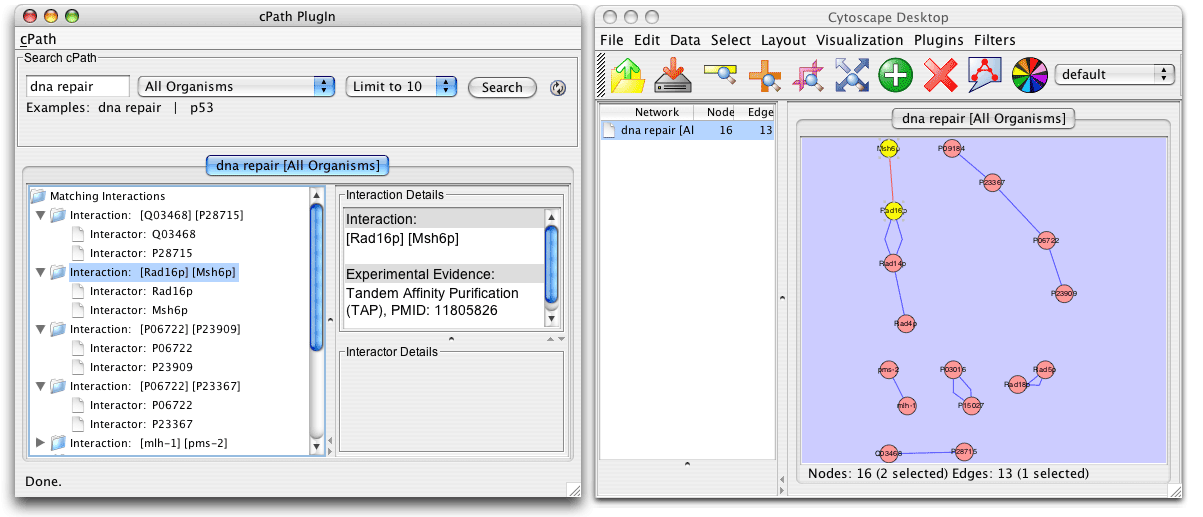 cPath PlugIn
cPath
Search cPath
dna repair
All Organisms
Limit to 10
Search
Examples: dna repair | p53
dna repair [All Organisms]
Matching Interactions
Interaction: [Q03468] [P28715]
Interactor: Q03468
Interactor: P28715
Interaction: [Rad16p] [Msh6p]
Interactor: Rad16p
Interactor: Msh6p
Interaction: [P06722] [P23909]
Interactor: P06722
Interactor: P23909
Interaction: [P06722] [P23367]
Interactor: P06722
Interactor: P23367
Interaction: [mlh-1] [pms-2]
Interaction Details
Interaction:
[Rad16p] [Msh6p]
Experimental Evidence:
Tandem Affinity Purification
(TAP), PMID: 11805826
Interactor Details
Done.
Cytoscape Desktop
File Edit Data Select Layout Visualization Plugins Filters
default
Network Node Edge
dna repair [Al 16 13
dna repair [All Organisms]
Msh6p
P09184
P23367
Rad16p
P06722
Rad14p
P23909
Rad4p
pms-2
P03016
Rad5p
Rad18p
mlh-1
P15027
Q03468
P28715
Nodes: 16 (2 selected) Edges: 13 (1 selected)